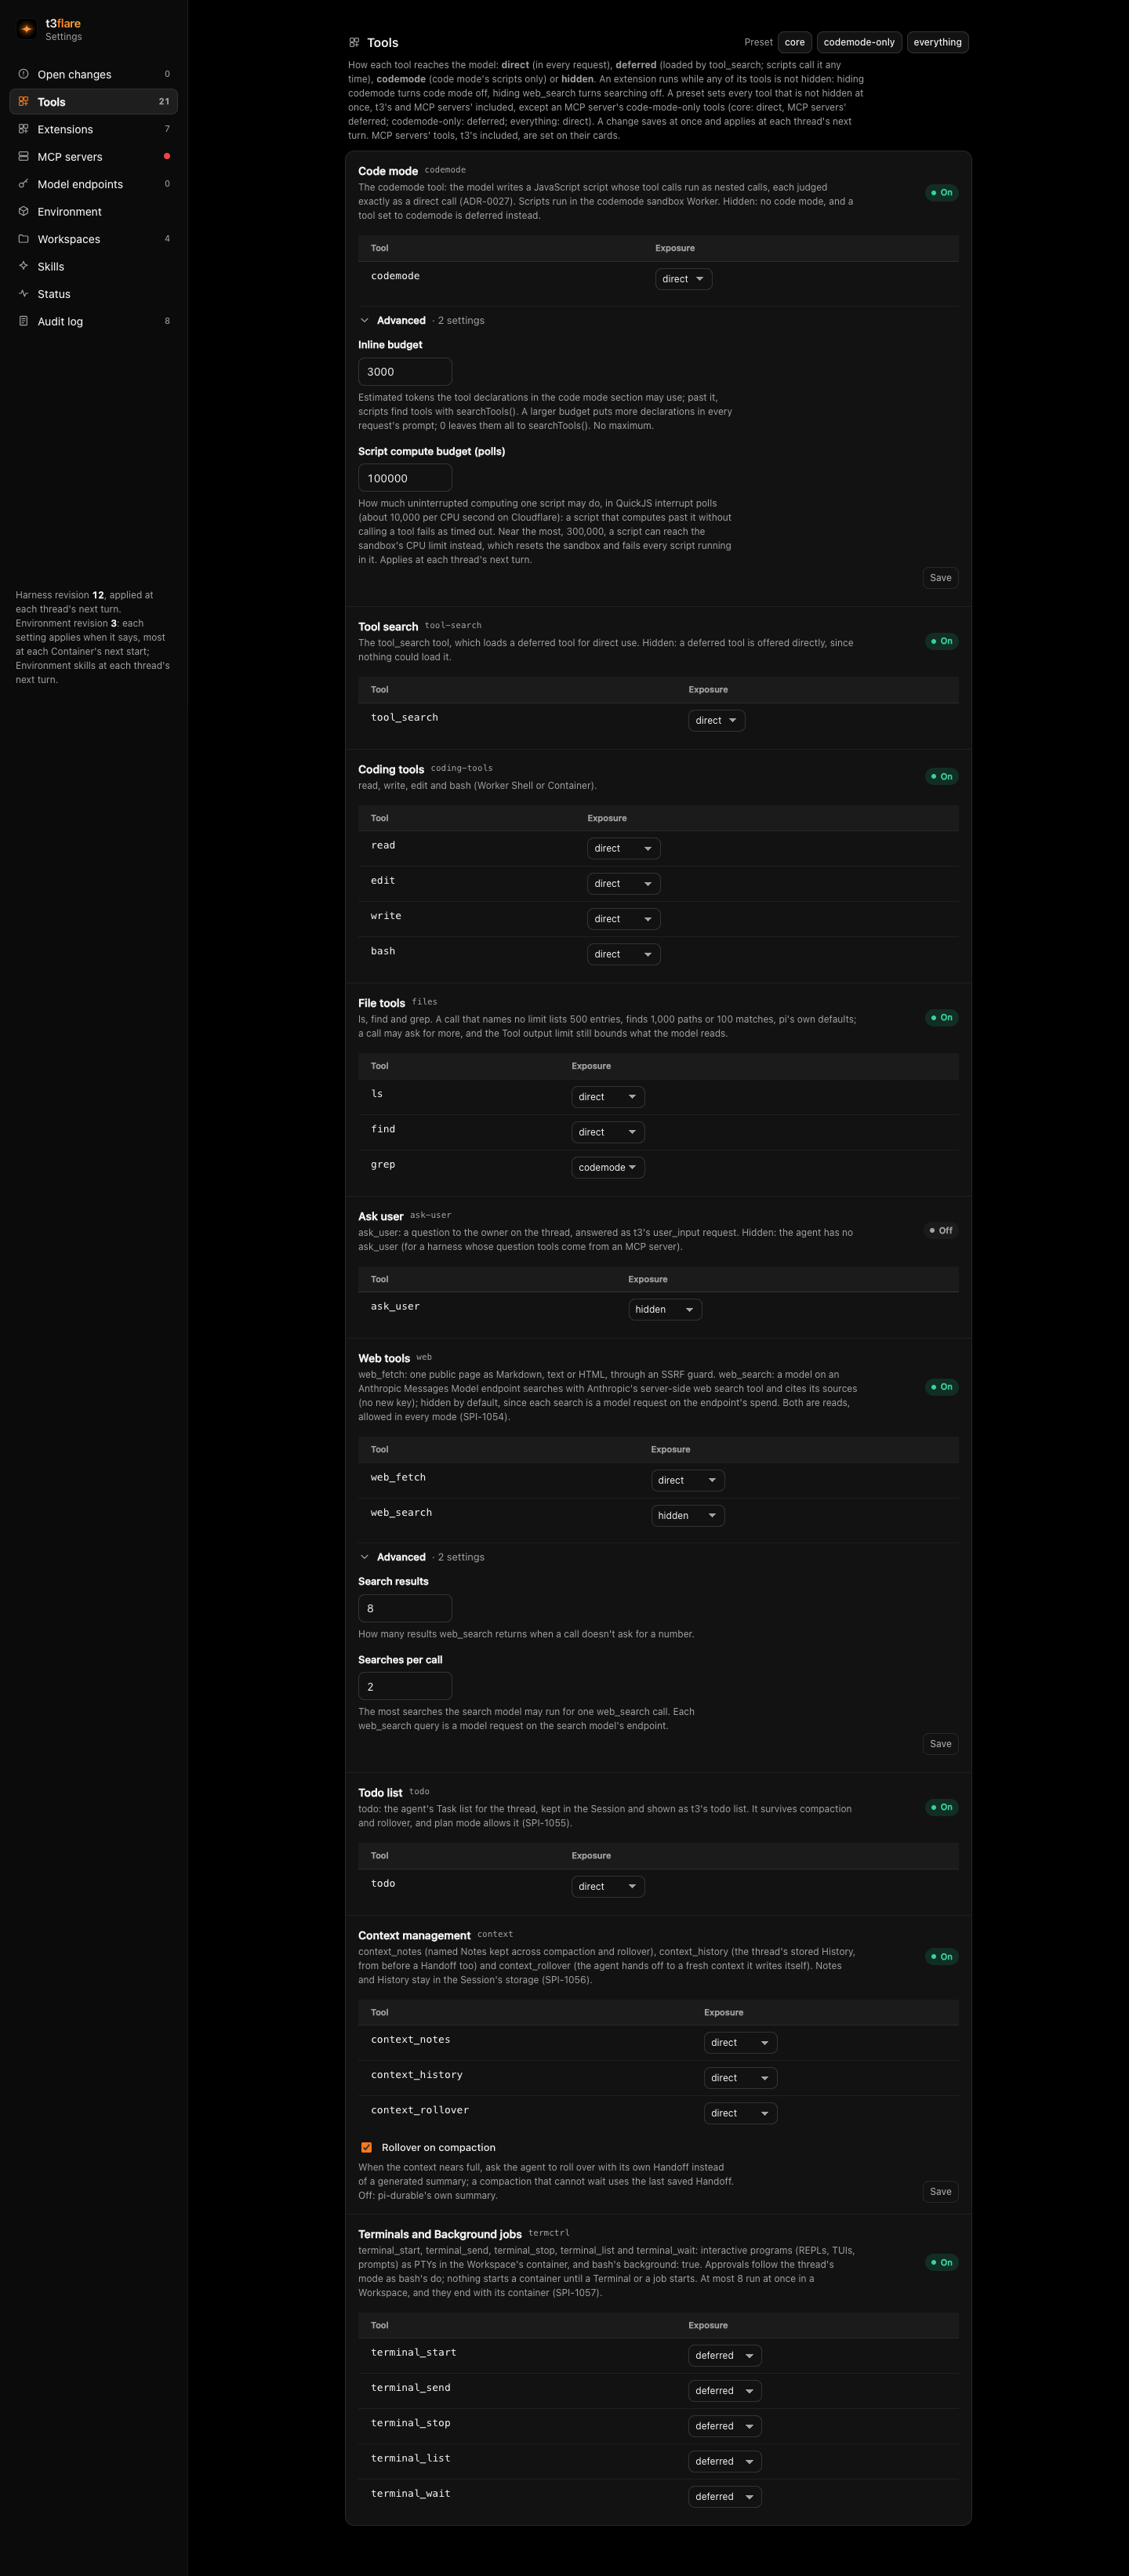 t3flare
Settings
Open changes 0
Tools 21
Extensions 7
MCP servers
Model endpoints 0
Environment
Workspaces 4
Skills
Status
Audit log 8
Harness revision 12, applied at
each thread's next turn.
Environment revision 3: each
setting applies when it says, most
at each Container's next start;
Environment skills at each thread's
next turn.
Tools
Preset core codemode-only everything
How each tool reaches the model: direct (in every request), deferred (loaded by tool_search; scripts call it any
time), codemode (code mode's scripts only) or hidden. An extension runs while any of its tools is not hidden: hiding
codemode turns code mode off, hiding web_search turns searching off. A preset sets every tool that is not hidden at
once, t3's and MCP servers' included, except an MCP server's code-mode-only tools (core: direct, MCP servers'
deferred; codemode-only: deferred; everything: direct). A change saves at once and applies at each thread's next
turn. MCP servers' tools, t3's included, are set on their cards.
Code mode codemode
The codemode tool: the model writes a JavaScript script whose tool calls run as nested calls, each judged
exactly as a direct call (ADR-0027). Scripts run in the codemode sandbox Worker. Hidden: no code mode, and a
tool set to codemode is deferred instead.
On
Tool Exposure
codemode direct
Advanced · 2 settings
Inline budget
3000
Estimated tokens the tool declarations in the code mode section may use; past it,
scripts find tools with searchTools(). A larger budget puts more declarations in every
request's prompt; 0 leaves them all to searchTools(). No maximum.
Script compute budget (polls)
100000
How much uninterrupted computing one script may do, in QuickJS interrupt polls
(about 10,000 per CPU second on Cloudflare): a script that computes past it without
calling a tool fails as timed out. Near the most, 300,000, a script can reach the
sandbox's CPU limit instead, which resets the sandbox and fails every script running
in it. Applies at each thread's next turn.
Save
Tool search tool-search
The tool_search tool, which loads a deferred tool for direct use. Hidden: a deferred tool is offered directly, since
nothing could load it.
On
Tool Exposure
tool_search direct
Coding tools coding-tools
read, write, edit and bash (Worker Shell or Container).
On
Tool Exposure
read direct
edit direct
write direct
bash direct
File tools files
ls, find and grep. A call that names no limit lists 500 entries, finds 1,000 paths or 100 matches, pi's own defaults;
a call may ask for more, and the Tool output limit still bounds what the model reads.
On
Tool Exposure
ls direct
find direct
grep codemode
Ask user ask-user
ask_user: a question to the owner on the thread, answered as t3's user_input request. Hidden: the agent has no
ask_user (for a harness whose question tools come from an MCP server).
Off
Tool Exposure
ask_user hidden
Web tools web
web_fetch: one public page as Markdown, text or HTML, through an SSRF guard. web_search: a model on an
Anthropic Messages Model endpoint searches with Anthropic's server-side web search tool and cites its sources
(no new key); hidden by default, since each search is a model request on the endpoint's spend. Both are reads,
allowed in every mode (SPI-1054).
On
Tool Exposure
web_fetch direct
web_search hidden
Advanced · 2 settings
Search results
8
How many results web_search returns when a call doesn't ask for a number.
Searches per call
2
The most searches the search model may run for one web_search call. Each
web_search query is a model request on the search model's endpoint.
Save
Todo list todo
todo: the agent's Task list for the thread, kept in the Session and shown as t3's todo list. It survives compaction
and rollover, and plan mode allows it (SPI-1055).
On
Tool Exposure
todo direct
Context management context
context_notes (named Notes kept across compaction and rollover), context_history (the thread's stored History,
from before a Handoff too) and context_rollover (the agent hands off to a fresh context it writes itself). Notes
and History stay in the Session's storage (SPI-1056).
On
Tool Exposure
context_notes direct
context_history direct
context_rollover direct
Rollover on compaction
When the context nears full, ask the agent to roll over with its own Handoff instead
of a generated summary; a compaction that cannot wait uses the last saved Handoff.
Off: pi-durable's own summary.
Save
Terminals and Background jobs termctrl
terminal_start, terminal_send, terminal_stop, terminal_list and terminal_wait: interactive programs (REPLs, TUIs,
prompts) as PTYs in the Workspace's container, and bash's background: true. Approvals follow the thread's
mode as bash's do; nothing starts a container until a Terminal or a job starts. At most 8 run at once in a
Workspace, and they end with its container (SPI-1057).
On
Tool Exposure
terminal_start deferred
terminal_send deferred
terminal_stop deferred
terminal_list deferred
terminal_wait deferred